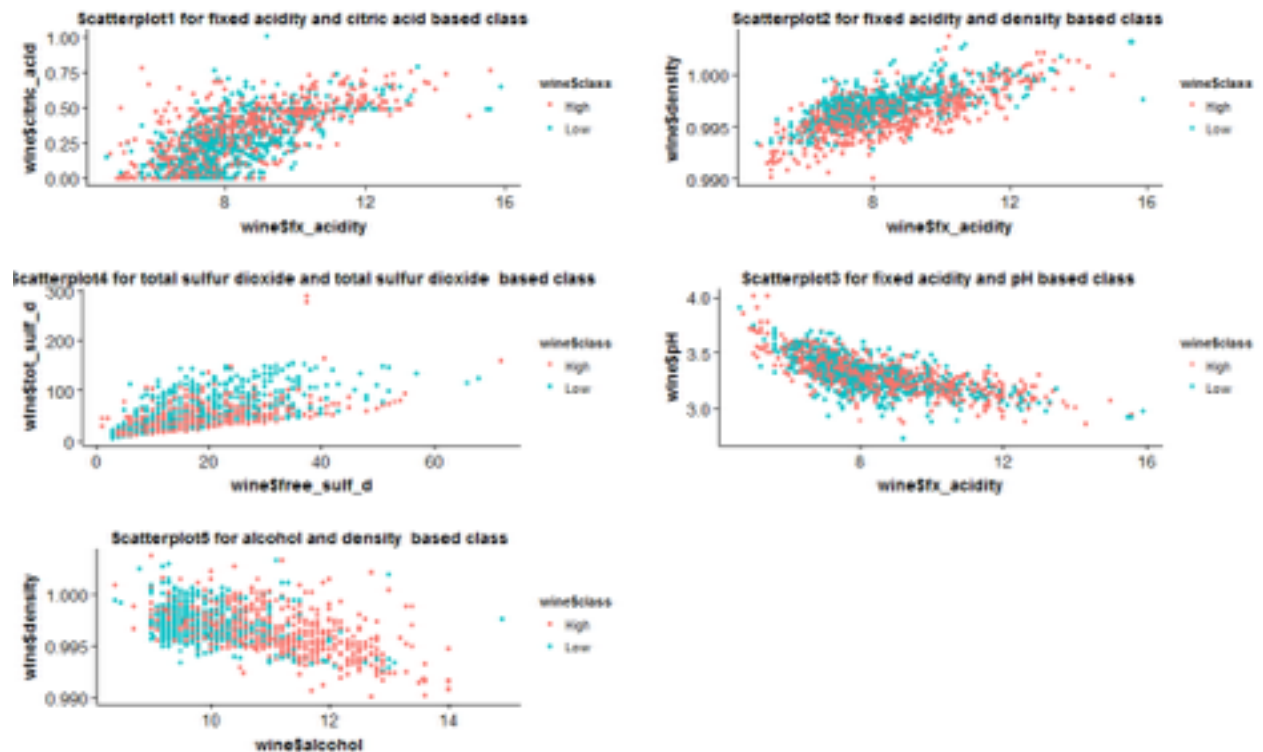 Scatterplot1 for fixed acidity and citric acid based class
wine$citric_acid
1.00
0.75
0.50
0.25
0.00
8
12
16
wine$fx_acidity
wine$class
High
Low
Scatterplot2 for fixed acidity and density based class
wine$density
1.000
0.995
0.990
8
12
16
wine$fx_acidity
wine$class
High
Low
Scatterplot4 for total sulfur dioxide and total sulfur dioxide based class
wine$tot_sulf_d
300
200
100
0
0
20
40
60
wine$free_sulf_d
wine$class
High
Low
Scatterplot3 for fixed acidity and pH based class
wine$pH
4.0
3.5
3.0
8
12
16
wine$fx_acidity
wine$class
High
Low
Scatterplot5 for alcohol and density based class
wine$density
1.000
0.995
0.990
10
12
14
wine$alcohol
wine$class
High
Low